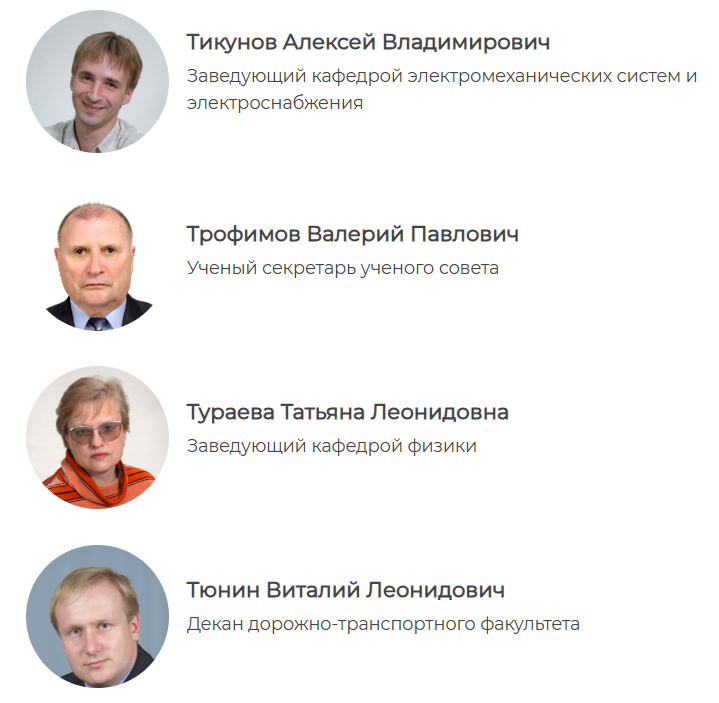 Тикунов Алексей Владимирович
Заведующий кафедрой электромеханических систем и
электроснабжения
Трофимов Валерий Павлович
Ученый секретарь ученого совета
Тураева Татьяна Леонидовна
Заведующий кафедрой физики
Тюнин Виталий Леонидович
Декан дорожно-транспортного факультета